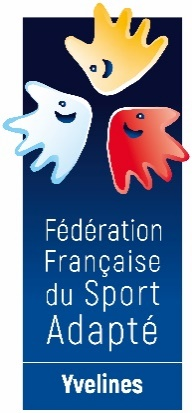 Fédération
Française
du Sport
Adapté
Yvelines